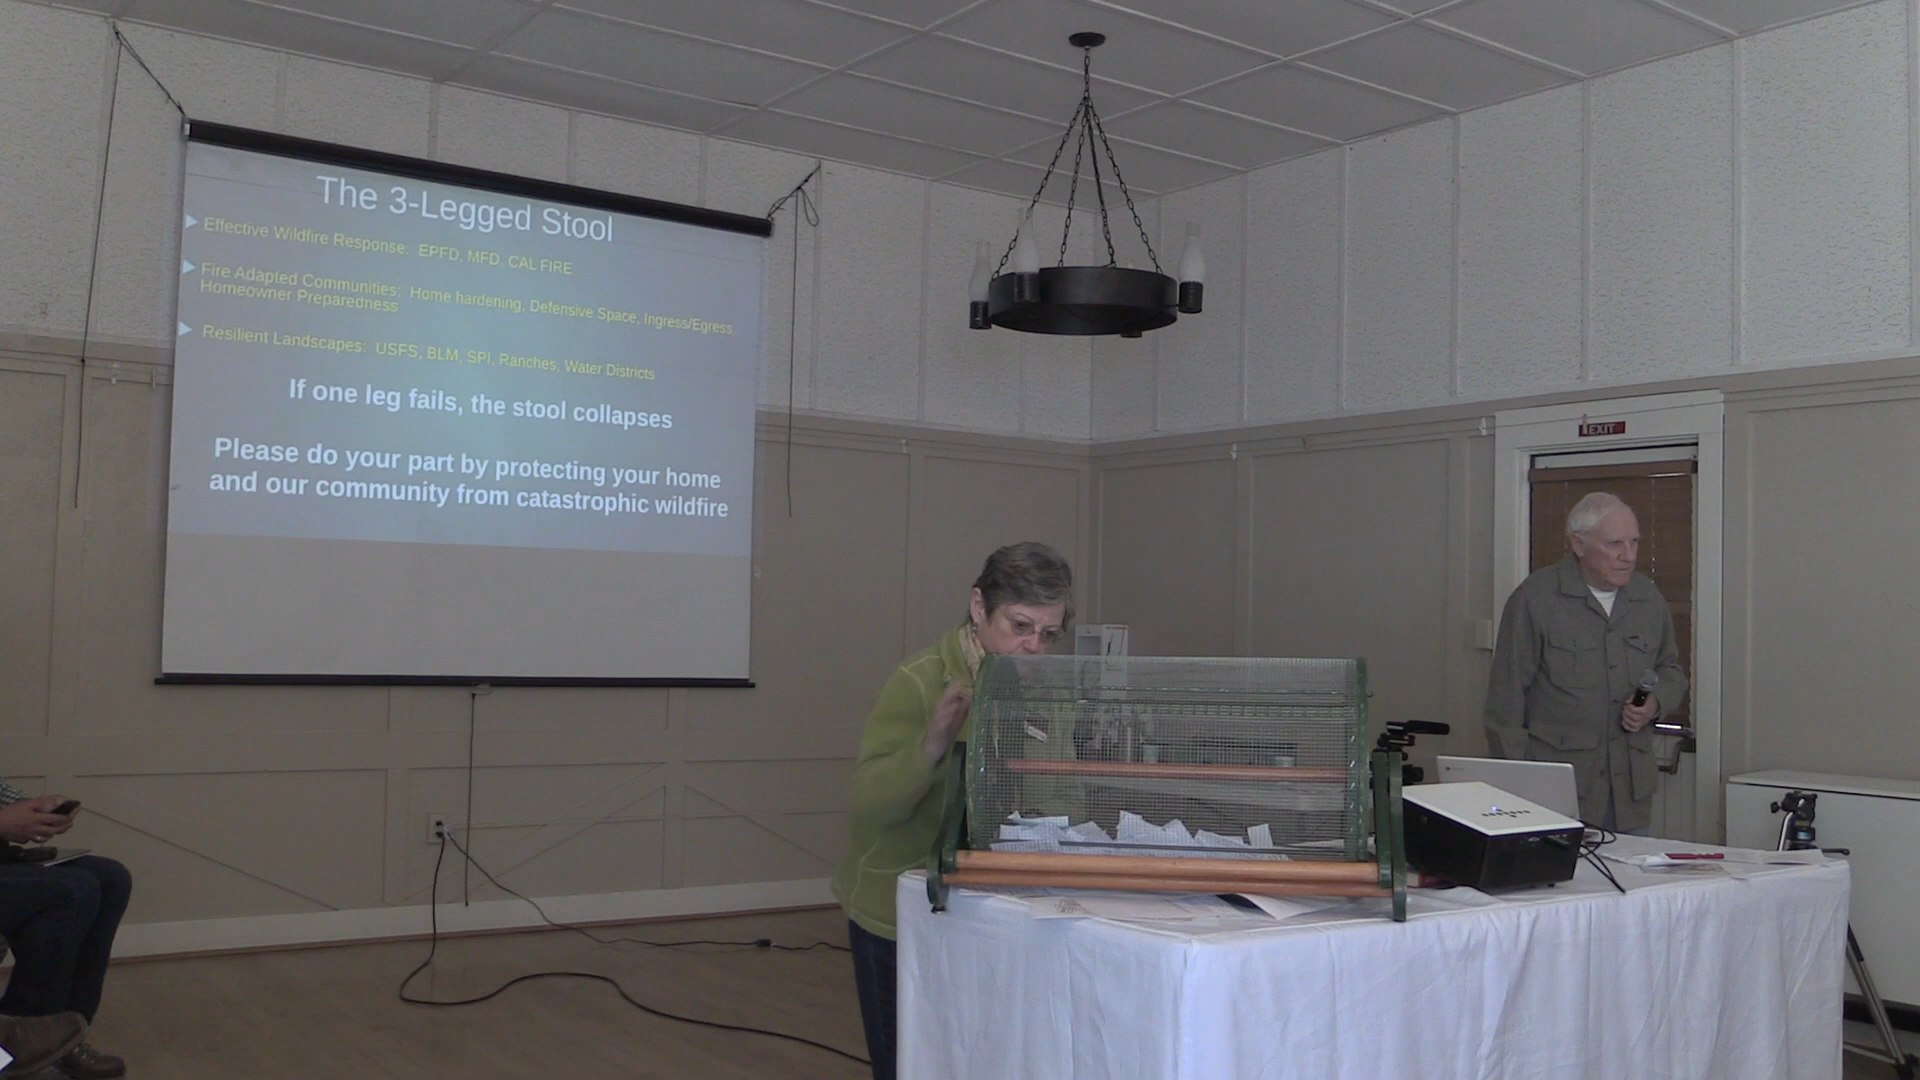 The 3-Legged Stool
Effective Wildfire Response: EPFD, MFD, CAL FIRE
Fire Adapted Communities: Home hardening, Defensive Space, Ingress/Egress
Homeowner Preparedness
Resilient Landscapes: USFS, BLM, SPI, Ranches, Water Districts
If one leg fails, the stool collapses
Please do your part by protecting your home
and our community from catastrophic wildfire
EXIT